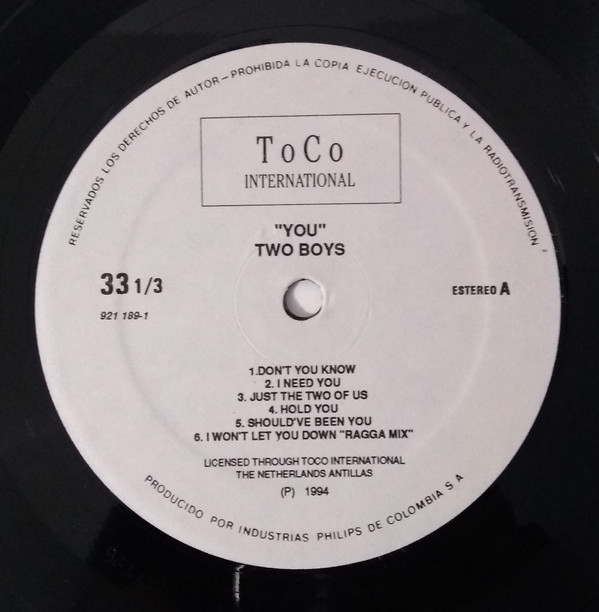 RESERVADOS LOS DERECHOS DE AUTOR - PROHIBIDA LA COPIA EJECUCION PUBLICA Y LA RADIOTRANSMISION
ToCo
INTERNATIONAL
"YOU"
TWO BOYS
33 1/3
ESTEREO A
921 189-1
1.DON'T YOU KNOW
2. I NEED YOU
3. JUST THE TWO OF US
4. HOLD YOU
5. SHOULD'VE BEEN YOU
6. I WON'T LET YOU DOWN "RAGGA MIX"
LICENSED THROUGH TOCO INTERNATIONAL
THE NETHERLANDS ANTILLAS
(P) 1994
PRODUCIDO POR INDUSTRIAS PHILIPS DE COLOMBIA S A